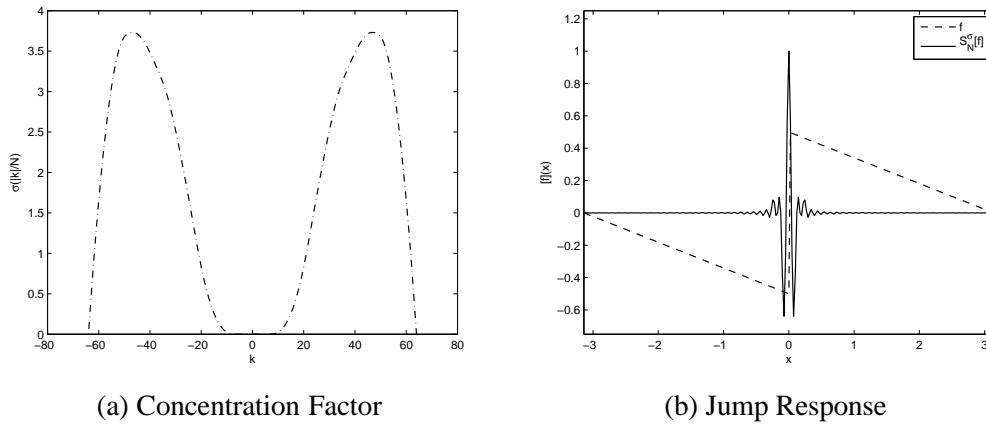 4
3.5
3
2.5
2
1.5
1
0.5
0
σ(|k|/N)
−80 −60 −40 −20 0 20 40 60 80
k
(a) Concentration Factor
1.25
1
0.8
0.6
0.4
0.2
0
−0.2
−0.4
−0.6
[f](x)
f
S_N^σ[f]
−3 −2 −1 0 1 2 3
x
(b) Jump Response